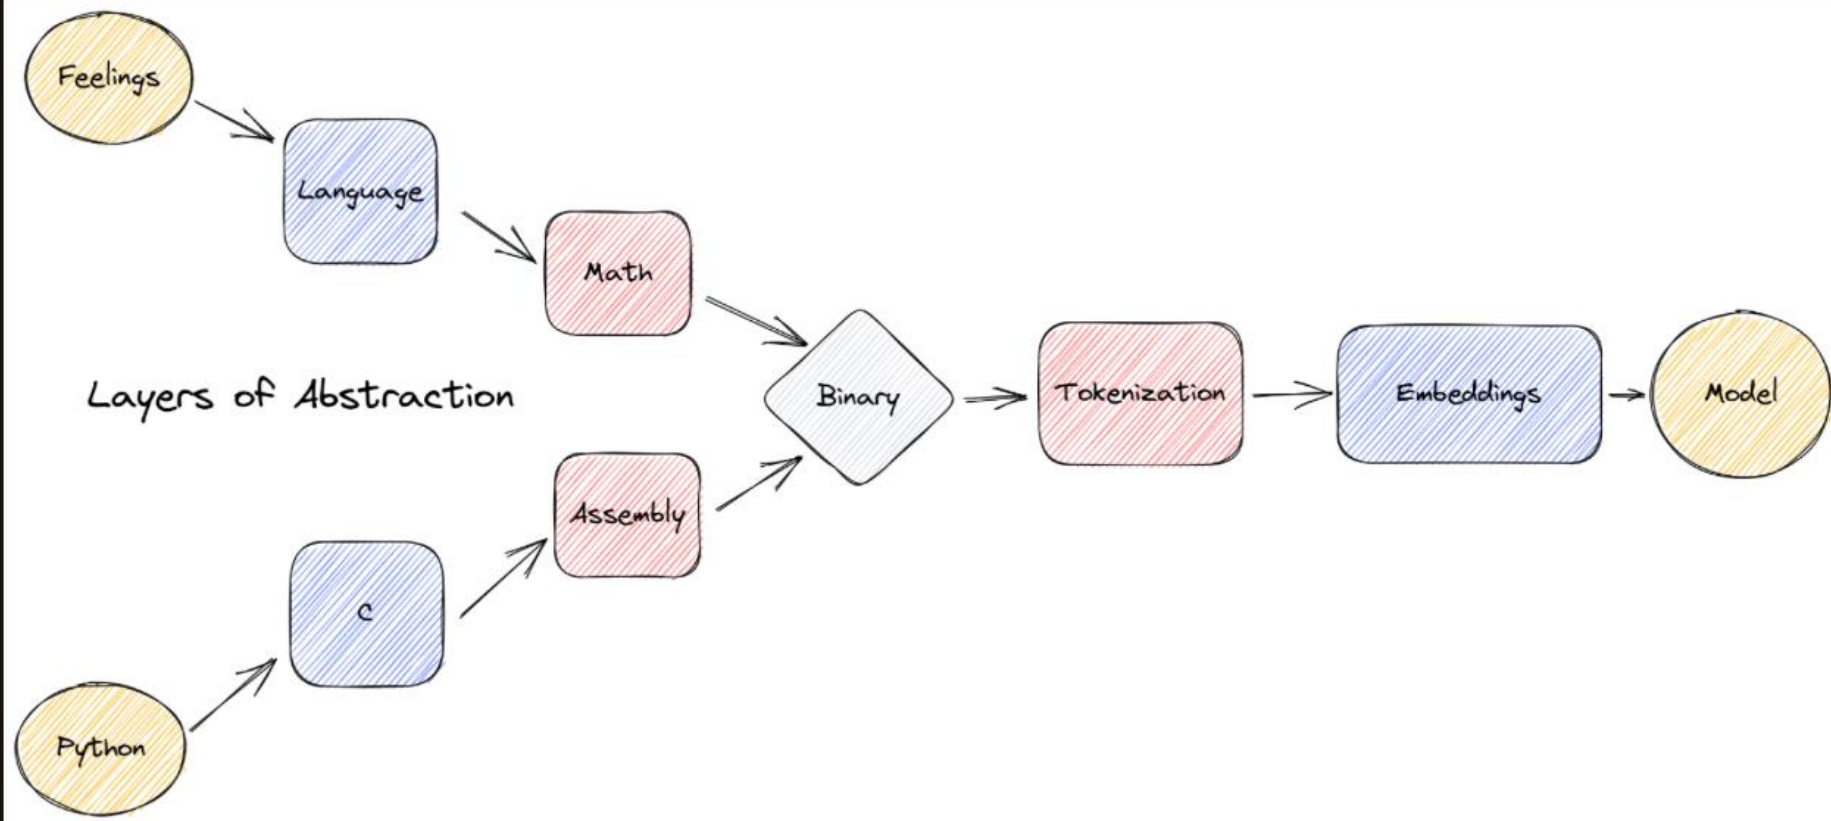 Feelings
Language
Math
Layers of Abstraction
Binary
Tokenization
Embeddings
Model
Assembly
C
Python